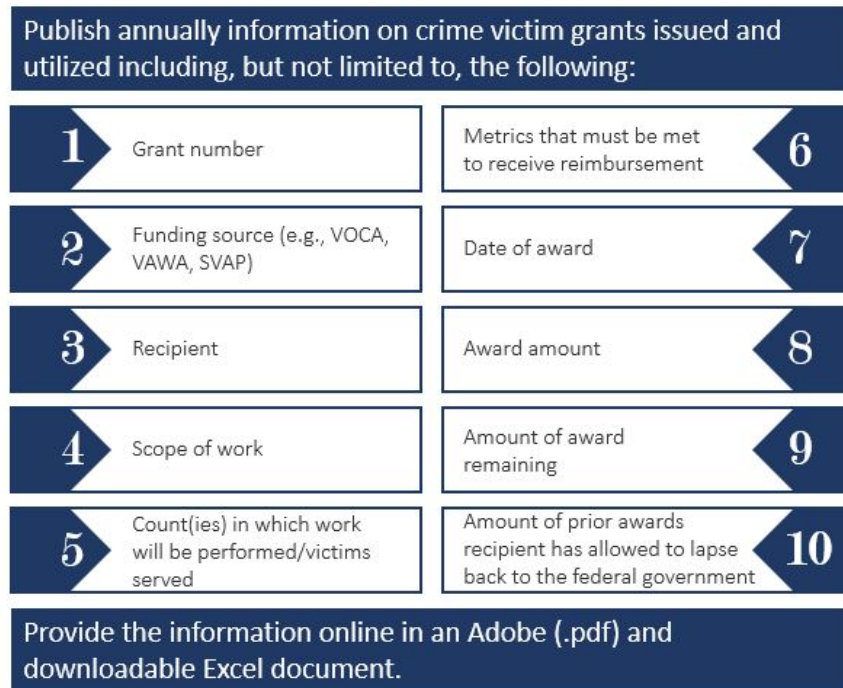 Publish annually information on crime victim grants issued and
utilized including, but not limited to, the following:
1
Grant number
2
Funding source (e.g., VOCA,
VAWA, SVAP)
3
Recipient
4
Scope of work
5
Count(ies) in which work
will be performed/victims
served
Metrics that must be met
to receive reimbursement
6
Date of award
7
Award amount
8
Amount of award
remaining
9
Amount of prior awards
recipient has allowed to lapse
back to the federal government
10
Provide the information online in an Adobe (.pdf) and
downloadable Excel document.